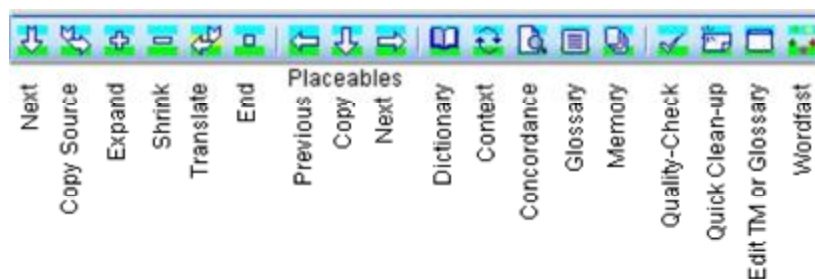 Next
Copy Source
Expand
Shrink
Translate
End
Placeables
Previous
Copy
Next
Dictionary
Context
Concordance
Glossary
Memory
Quality-Check
Quick Clean-up
Edit TM or Glossary
Wordfast